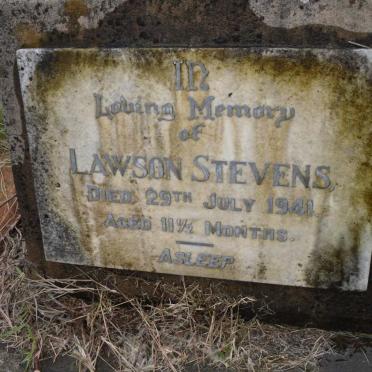 In
Loving Memory
of
LAWSON STEVENS
DIED 29TH JULY 1941.
AGED 11½ MONTHS.
ASLEEP